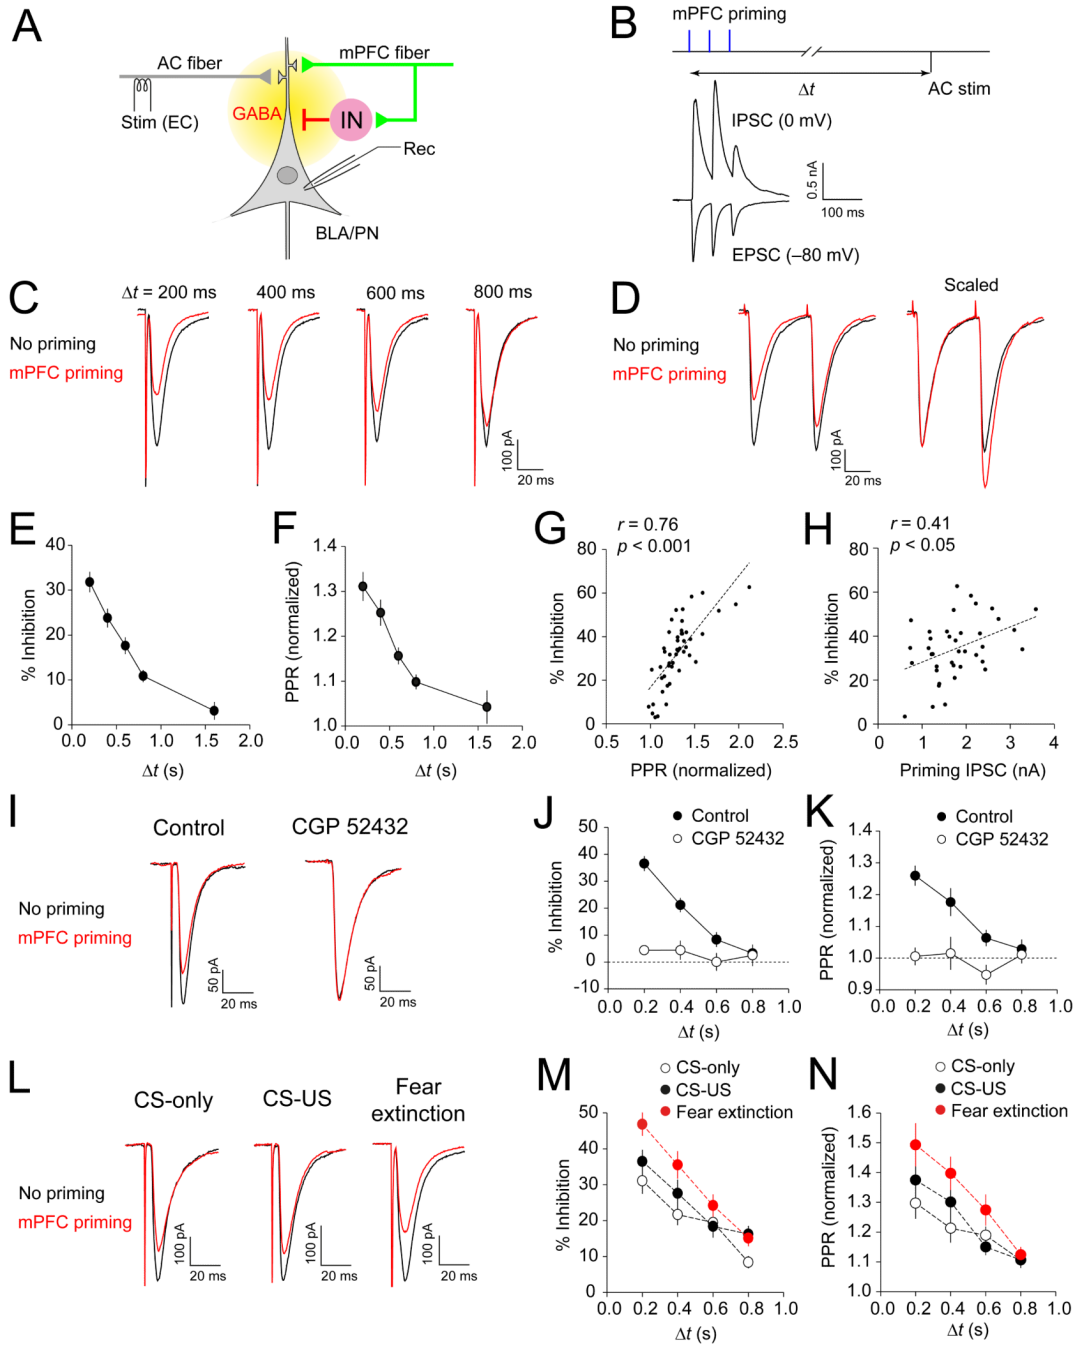 A
AC fiber
mPFC fiber
GABA
IN
Stim (EC)
Rec
BLA/PN
B
mPFC priming
Δt
AC stim
IPSC (0 mV)
0.5 nA
100 ms
EPSC (–80 mV)
C
Δt = 200 ms
400 ms
600 ms
800 ms
No priming
mPFC priming
100 pA
20 ms
D
Scaled
No priming
mPFC priming
100 pA
20 ms
E
% Inhibition
40
30
20
10
0
0.0 0.5 1.0 1.5 2.0
Δt (s)
F
PPR (normalized)
1.4
1.3
1.2
1.1
1.0
0.0 0.5 1.0 1.5 2.0
Δt (s)
G
r = 0.76
p < 0.001
% Inhibition
80
60
40
20
0
0.5 1.0 1.5 2.0 2.5
PPR (normalized)
H
r = 0.41
p < 0.05
% Inhibition
80
60
40
20
0
0 1 2 3 4
Priming IPSC (nA)
I
Control
CGP 52432
No priming
mPFC priming
50 pA
20 ms
50 pA
20 ms
J
Control
CGP 52432
% Inhibition
50
40
30
20
10
0
-10
0.0 0.2 0.4 0.6 0.8 1.0
Δt (s)
K
Control
CGP 52432
PPR (normalized)
1.4
1.3
1.2
1.1
1.0
0.9
0.0 0.2 0.4 0.6 0.8 1.0
Δt (s)
L
CS-only
CS-US
Fear
extinction
No priming
mPFC priming
100 pA
20 ms
100 pA
20 ms
100 pA
20 ms
M
CS-only
CS-US
Fear extinction
% Inhibition
50
40
30
20
10
0
0.0 0.2 0.4 0.6 0.8 1.0
Δt (s)
N
CS-only
CS-US
Fear extinction
PPR (normalized)
1.6
1.5
1.4
1.3
1.2
1.1
1.0
0.0 0.2 0.4 0.6 0.8 1.0
Δt (s)